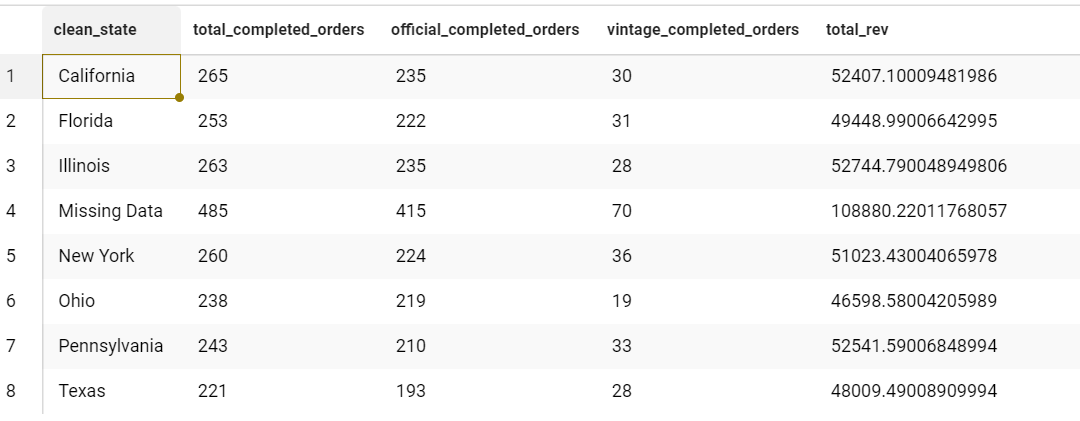 clean_state total_completed_orders official_completed_orders vintage_completed_orders total_rev
1 California 265 235 30 52407.10009481986
2 Florida 253 222 31 49448.99006642995
3 Illinois 263 235 28 52744.790048949806
4 Missing Data 485 415 70 108880.22011768057
5 New York 260 224 36 51023.43004065978
6 Ohio 238 219 19 46598.58004205989
7 Pennsylvania 243 210 33 52541.59006848994
8 Texas 221 193 28 48009.49008909994